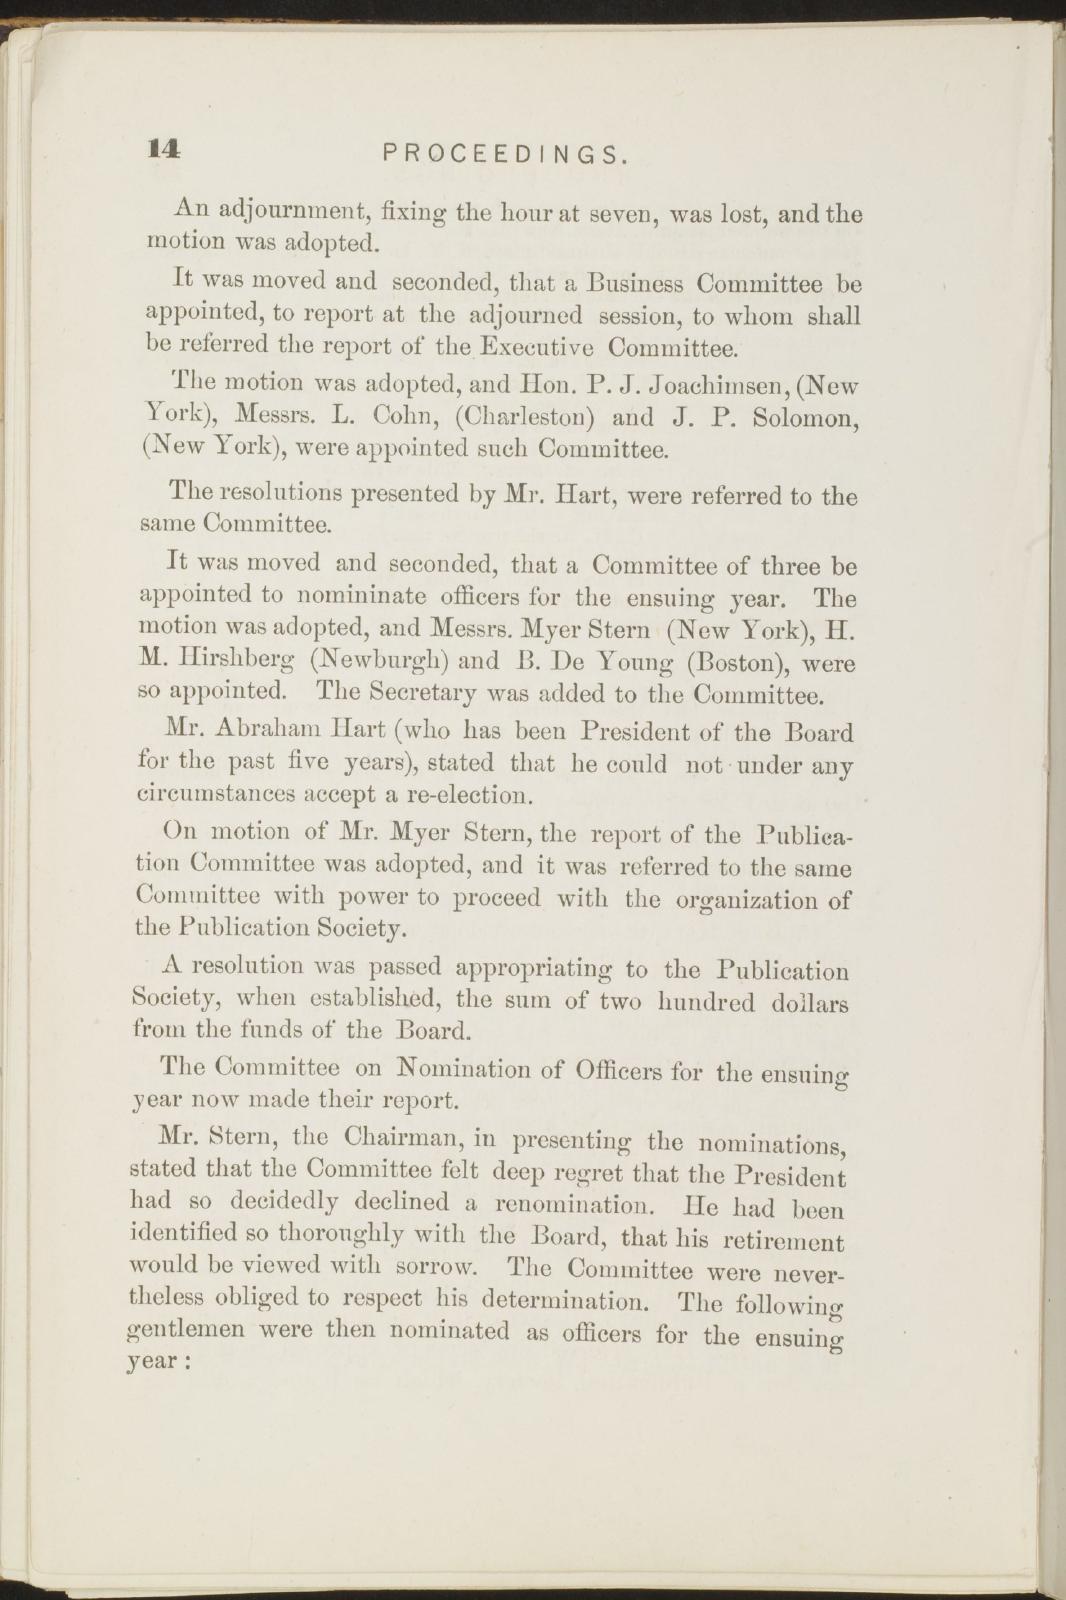 14
PROCEEDINGS.
An adjournment, fixing the hour at seven, was lost, and the
motion was adopted.
It was moved and seconded, that a Business Committee be
appointed, to report at the adjourned session, to whom shall
be referred the report of the Executive Committee.
The motion was adopted, and Hon. P. J. Joachimsen, (New
York), Messrs. L. Cohn, (Charleston) and J. P. Solomon,
(New York), were appointed such Committee.
The resolutions presented by Mr. Hart, were referred to the
same Committee.
It was moved and seconded, that a Committee of three be
appointed to nomininate officers for the ensuing year. The
motion was adopted, and Messrs. Myer Stern (New York), H.
M. Hirshberg (Newburgh) and B. De Young (Boston), were
so appointed. The Secretary was added to the Committee.
Mr. Abraham Hart (who has been President of the Board
for the past five years), stated that he could not under any
circumstances accept a re-election.
On motion of Mr. Myer Stern, the report of the Publica-
tion Committee was adopted, and it was referred to the same
Committee with power to proceed with the organization of
the Publication Society.
A resolution was passed appropriating to the Publication
Society, when established, the sum of two hundred dollars
from the funds of the Board.
The Committee on Nomination of Officers for the ensuing
year now made their report.
Mr. Stern, the Chairman, in presenting the nominations,
stated that the Committee felt deep regret that the President
had so decidedly declined a renomination. He had been
identified so thoroughly with the Board, that his retirement
would be viewed with sorrow. The Committee were never-
theless obliged to respect his determination. The following
gentlemen were then nominated as officers for the ensuing
year :